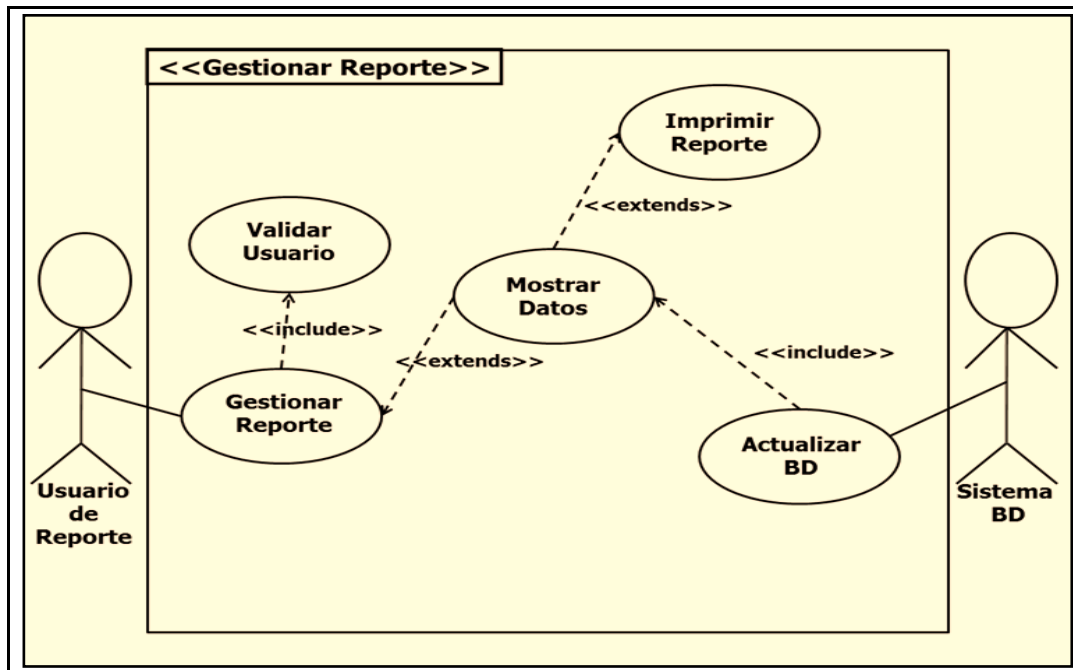 <<Gestionar Reporte>>
Imprimir
Reporte
<<extends>>
Validar
Usuario
Mostrar
Datos
<<include>>
<<extends>>
<<include>>
Gestionar
Reporte
Actualizar
BD
Usuario
de
Reporte
Sistema
BD